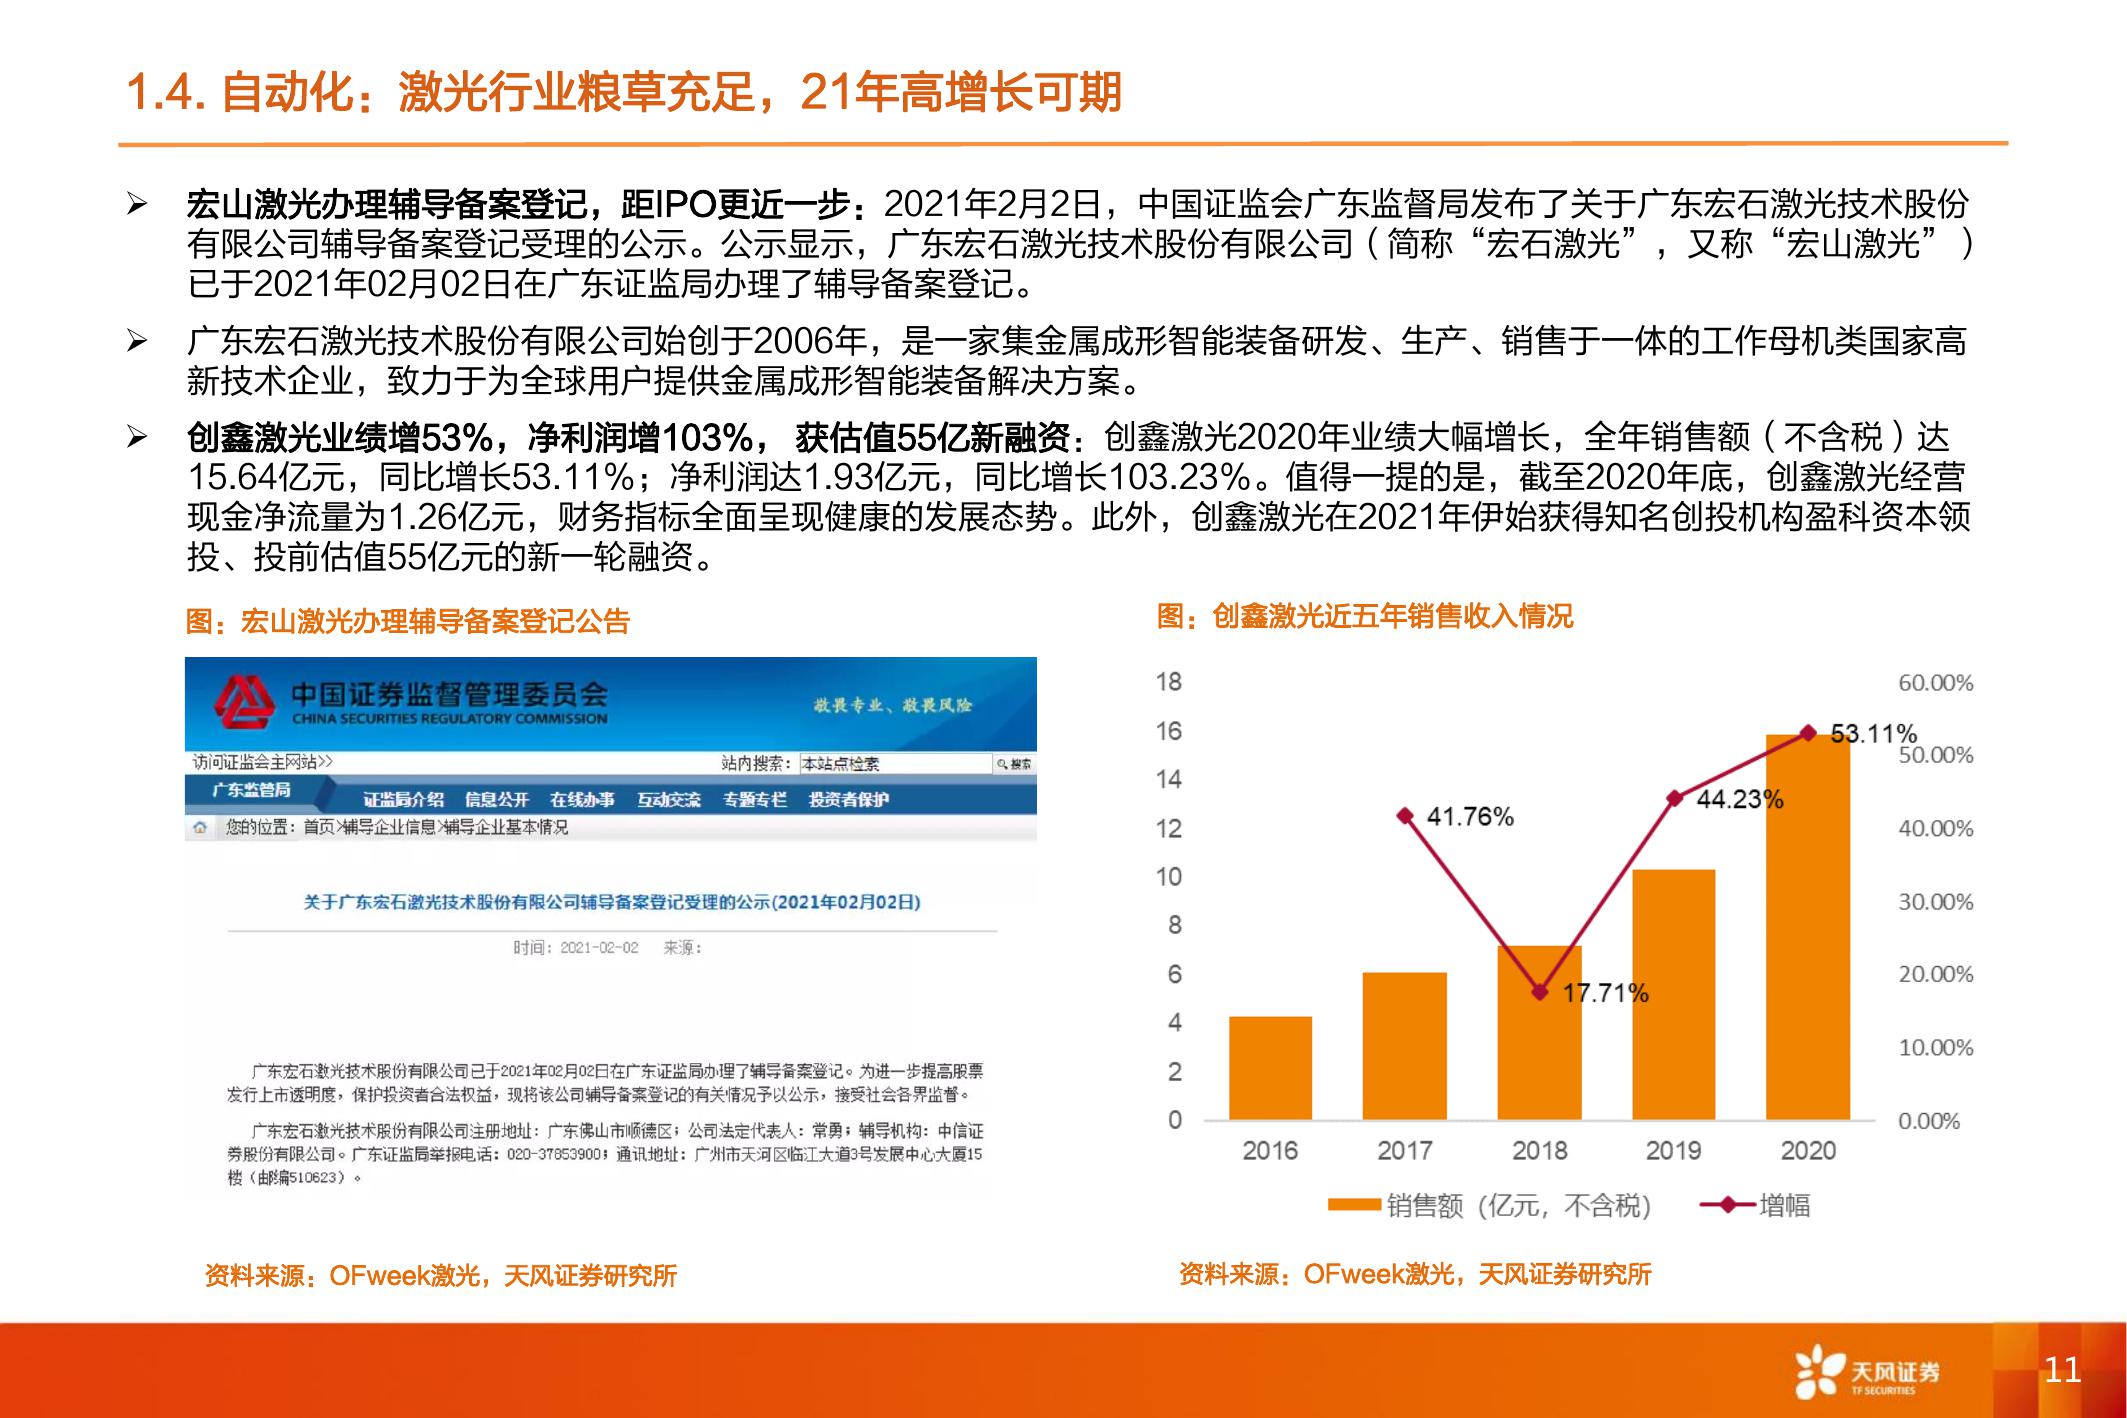 1.4. 自动化：激光行业粮草充足，21年高增长可期
宏山激光办理辅导备案登记，距IPO更近一步：2021年2月2日，中国证监会广东监督局发布了关于广东宏石激光技术股份
有限公司辅导备案登记受理的公示。公示显示，广东宏石激光技术股份有限公司（简称“宏石激光”，又称“宏山激光”）
已于2021年02月02日在广东证监局办理了辅导备案登记。
广东宏石激光技术股份有限公司始创于2006年，是一家集金属成形智能装备研发、生产、销售于一体的工作母机类国家高
新技术企业，致力于为全球用户提供金属成形智能装备解决方案。
创鑫激光业绩增53%，净利润增103%， 获估值55亿新融资：创鑫激光2020年业绩大幅增长，全年销售额（不含税）达
15.64亿元，同比增长53.11%；净利润达1.93亿元，同比增长103.23%。值得一提的是，截至2020年底，创鑫激光经营
现金净流量为1.26亿元，财务指标全面呈现健康的发展态势。此外，创鑫激光在2021年伊始获得知名创投机构盈科资本领
投、投前估值55亿元的新一轮融资。
图：宏山激光办理辅导备案登记公告
中国证券监督管理委员会
CHINA SECURITIES REGULATORY COMMISSION
敬畏专业、敬畏风险
访问证监会主网站>>
站内搜索： 本站点检索 搜索
广东监管局
证监局介绍 信息公开 在线办事 互动交流 专题专栏 投资者保护
您的位置：首页>辅导企业信息>辅导企业基本情况
关于广东宏石激光技术股份有限公司辅导备案登记受理的公示(2021年02月02日)
时间：2021-02-02 来源：
广东宏石激光技术股份有限公司已于2021年02月02日在广东证监局办理了辅导备案登记。为进一步提高股票
发行上市透明度，保护投资者合法权益，现将该公司辅导备案登记的有关情况予以公示，接受社会各界监督。
广东宏石激光技术股份有限公司注册地址：广东佛山市顺德区；公司法定代表人：常勇；辅导机构：中信证
券股份有限公司。广东证监局举报电话：020-37853900；通讯地址：广州市天河区临江大道3号发展中心大厦15
楼（邮编510623）。
资料来源：OFweek激光，天风证券研究所
图：创鑫激光近五年销售收入情况
18
16
14
12
10
8
6
4
2
0
60.00%
50.00%
40.00%
30.00%
20.00%
10.00%
0.00%
41.76%
17.71%
44.23%
53.11%
2016 2017 2018 2019 2020
销售额（亿元，不含税） 增幅
资料来源：OFweek激光，天风证券研究所
天风证券
TF SECURITIES
11